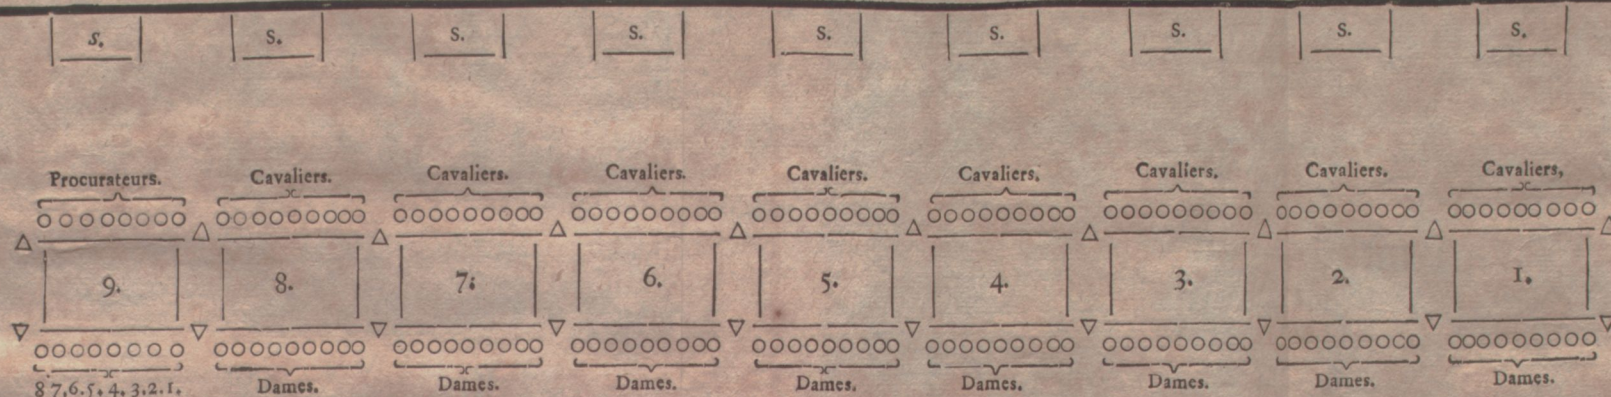 S. S. S. S. S. S. S. S. S.
Procurateurs. Cavaliers. Cavaliers. Cavaliers. Cavaliers. Cavaliers, Cavaliers, Cavaliers. Cavaliers,
9. 8. 7: 6. 5. 4. 3. 2. 1.
8 7.6.5. 4. 3.2.1. Dames. Dames. Dames. Dames. Dames. Dames. Dames. Dames.